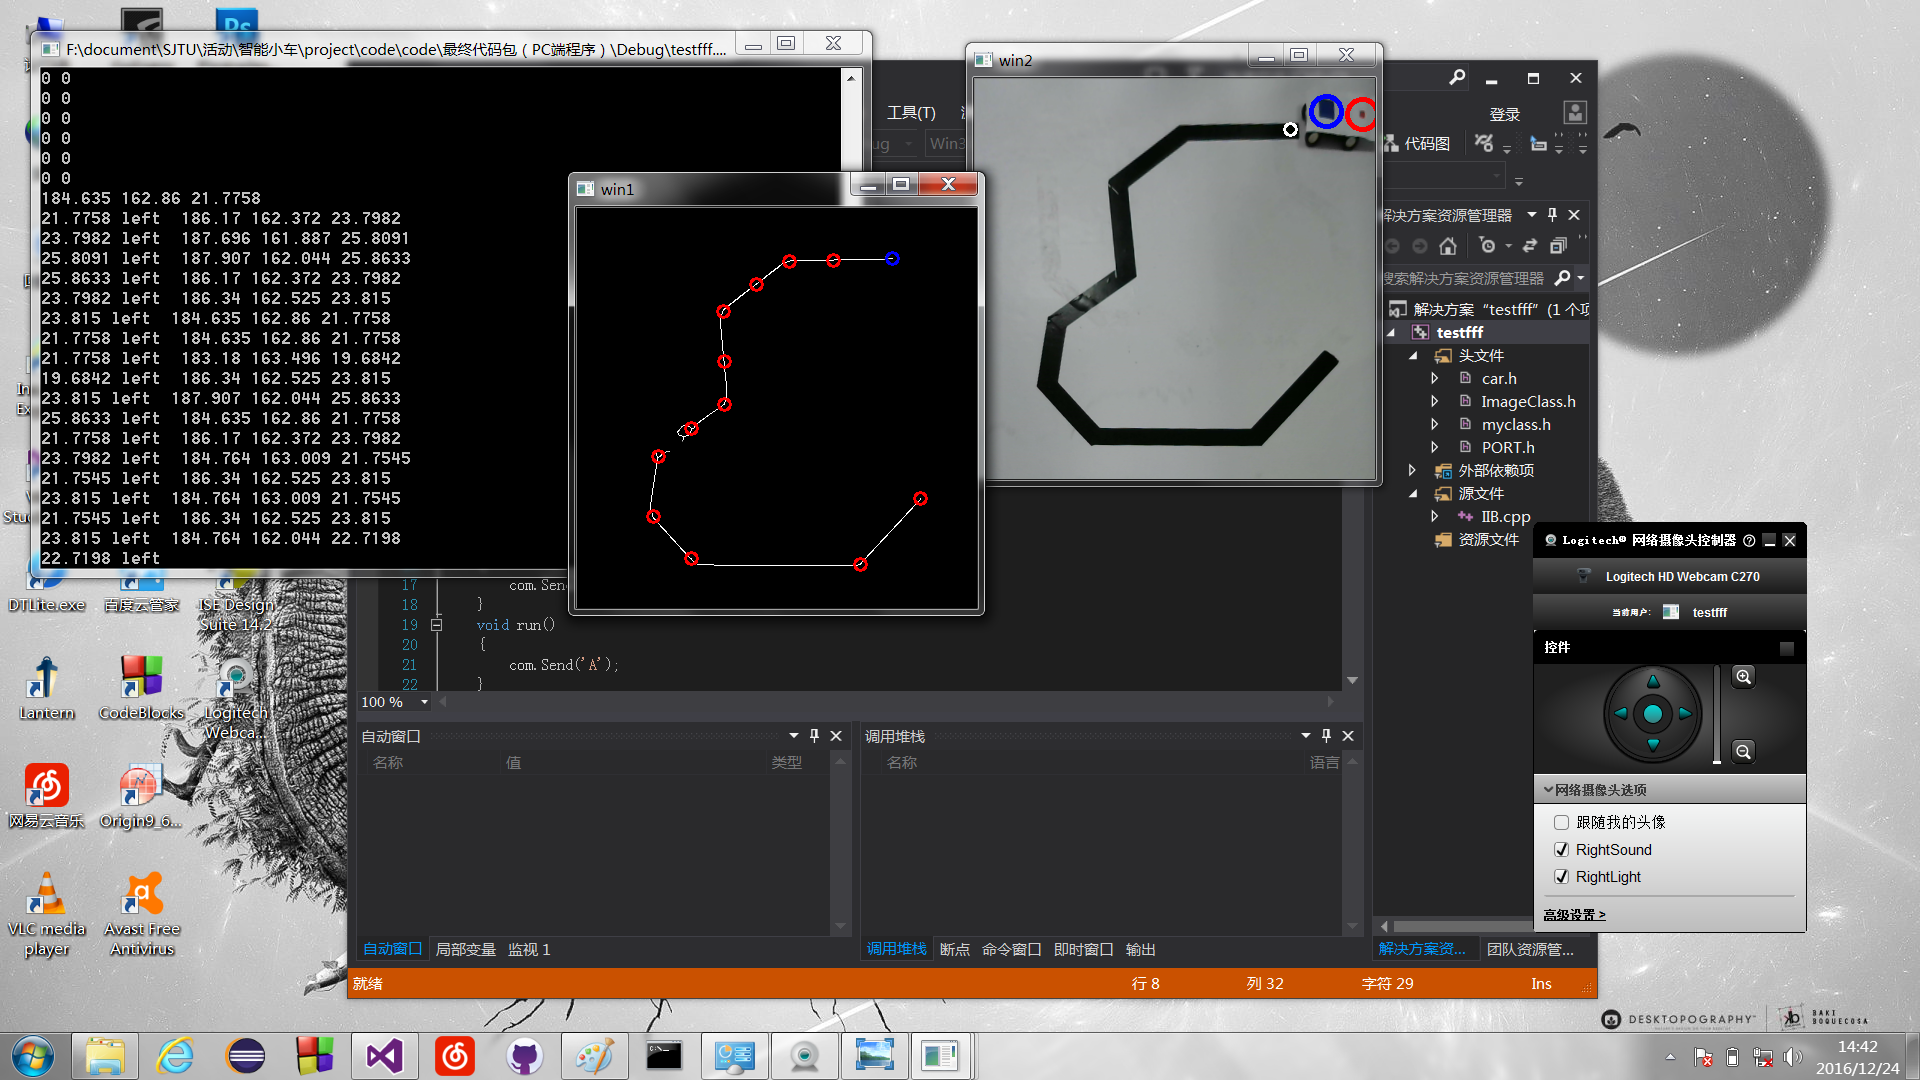 F:\document\SJTU\活动\智能小车\project\code\code\最终代码包（PC端程序）\Debug\testfff....
0 0
0 0
0 0
0 0
0 0
0 0
184.635 162.86 21.7758
21.7758 left  186.17 162.372 23.7982
23.7982 left  187.696 161.887 25.8091
25.8091 left  187.907 162.044 25.8633
25.8633 left  186.17 162.372 23.7982
23.7982 left  186.34 162.525 23.815
23.815 left  184.635 162.86 21.7758
21.7758 left  184.635 162.86 21.7758
21.7758 left  183.18 163.496 19.6842
19.6842 left  186.34 162.525 23.815
23.815 left  187.907 162.044 25.8633
25.8633 left  184.635 162.86 21.7758
21.7758 left  186.17 162.372 23.7982
23.7982 left  184.764 163.009 21.7545
21.7545 left  186.34 162.525 23.815
23.815 left  184.764 163.009 21.7545
21.7545 left  186.34 162.525 23.815
23.815 left  184.764 162.044 22.7198
22.7198 left
win1
win2
工具(T)
Win3
登录
代码图
解决方案资源管理器
搜索解决方案资源管理器
解决方案 “testfff” (1 个项
testfff
头文件
car.h
ImageClass.h
myclass.h
PORT.h
外部依赖项
源文件
IIB.cpp
资源文件
17 com.Sen
18 }
19 void run()
20 {
21 com.Send('A');
22 }
100 %
自动窗口
名称 值 类型
调用堆栈
名称 语言
自动窗口 局部变量 监视 1
调用堆栈 断点 命令窗口 即时窗口 输出
解决方案资... 团队资源管...
就绪 行 8 列 32 字符 29 Ins
Logitech® 网络摄像头控制器
Logitech HD Webcam C270
当前用户: testfff
控件
网络摄像头选项
跟随我的头像
RightSound
RightLight
高级设置 >
DTLite.exe
百度云管家
ISE Design Suite 14.2
Lantern
CodeBlocks
Logitech Webca...
网易云音乐
Origin9_6...
VLC media player
Avast Free Antivirus
DESKTOPOGRAPHY
BAKI
BOQUECOSA
14:42
2016/12/24